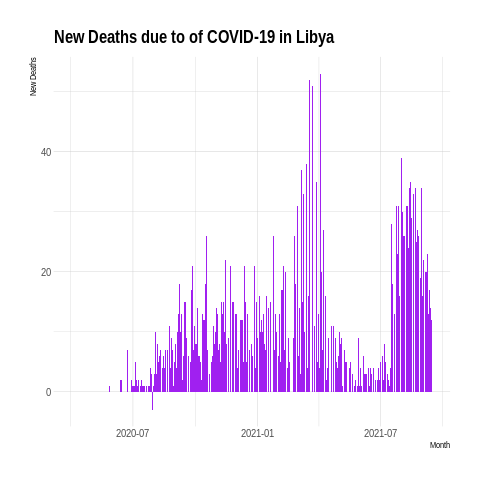 New Deaths due to of COVID-19 in Libya
New Deaths
40
20
0
2020-07
2021-01
2021-07
Month